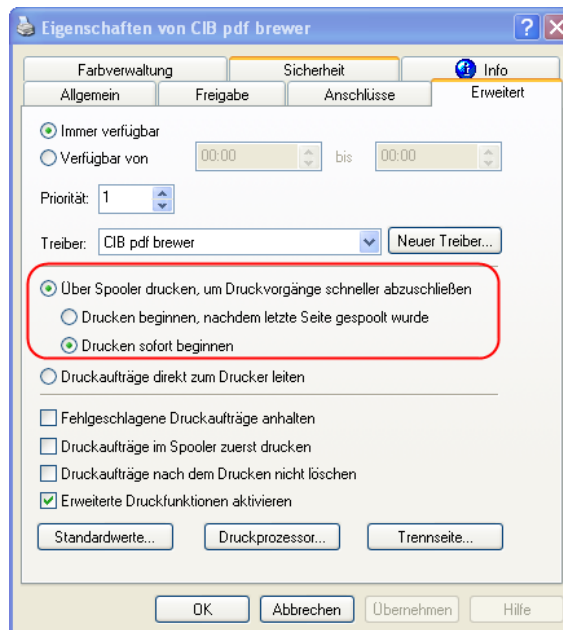 Eigenschaften von CIB pdf brewer
Farbverwaltung Sicherheit Info
Allgemein Freigabe Anschlüsse Erweitert
Immer verfügbar
Verfügbar von 00:00 bis 00:00
Priorität: 1
Treiber: CIB pdf brewer Neuer Treiber...
Über Spooler drucken, um Druckvorgänge schneller abzuschließen
Drucken beginnen, nachdem letzte Seite gespoolt wurde
Drucken sofort beginnen
Druckaufträge direkt zum Drucker leiten
Fehlgeschlagene Druckaufträge anhalten
Druckaufträge im Spooler zuerst drucken
Druckaufträge nach dem Drucken nicht löschen
Erweiterte Druckfunktionen aktivieren
Standardwerte... Druckprozessor... Trennseite...
OK Abbrechen Übernehmen Hilfe